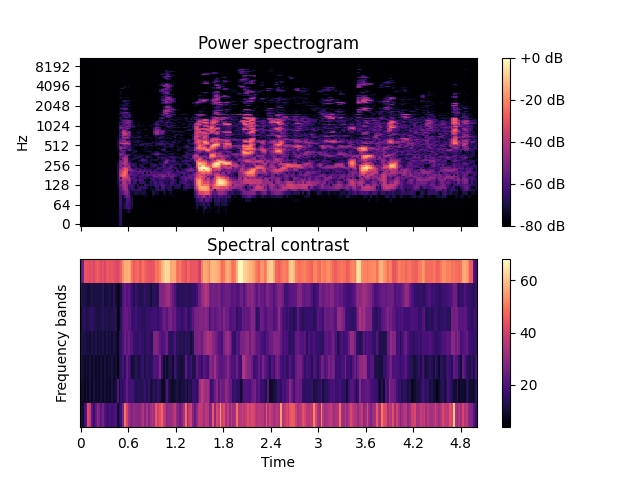 Power spectrogram
Hz
8192
4096
2048
1024
512
256
128
64
0
+0 dB
-20 dB
-40 dB
-60 dB
-80 dB
Spectral contrast
Frequency bands
60
40
20
0 0.6 1.2 1.8 2.4 3 3.6 4.2 4.8
Time